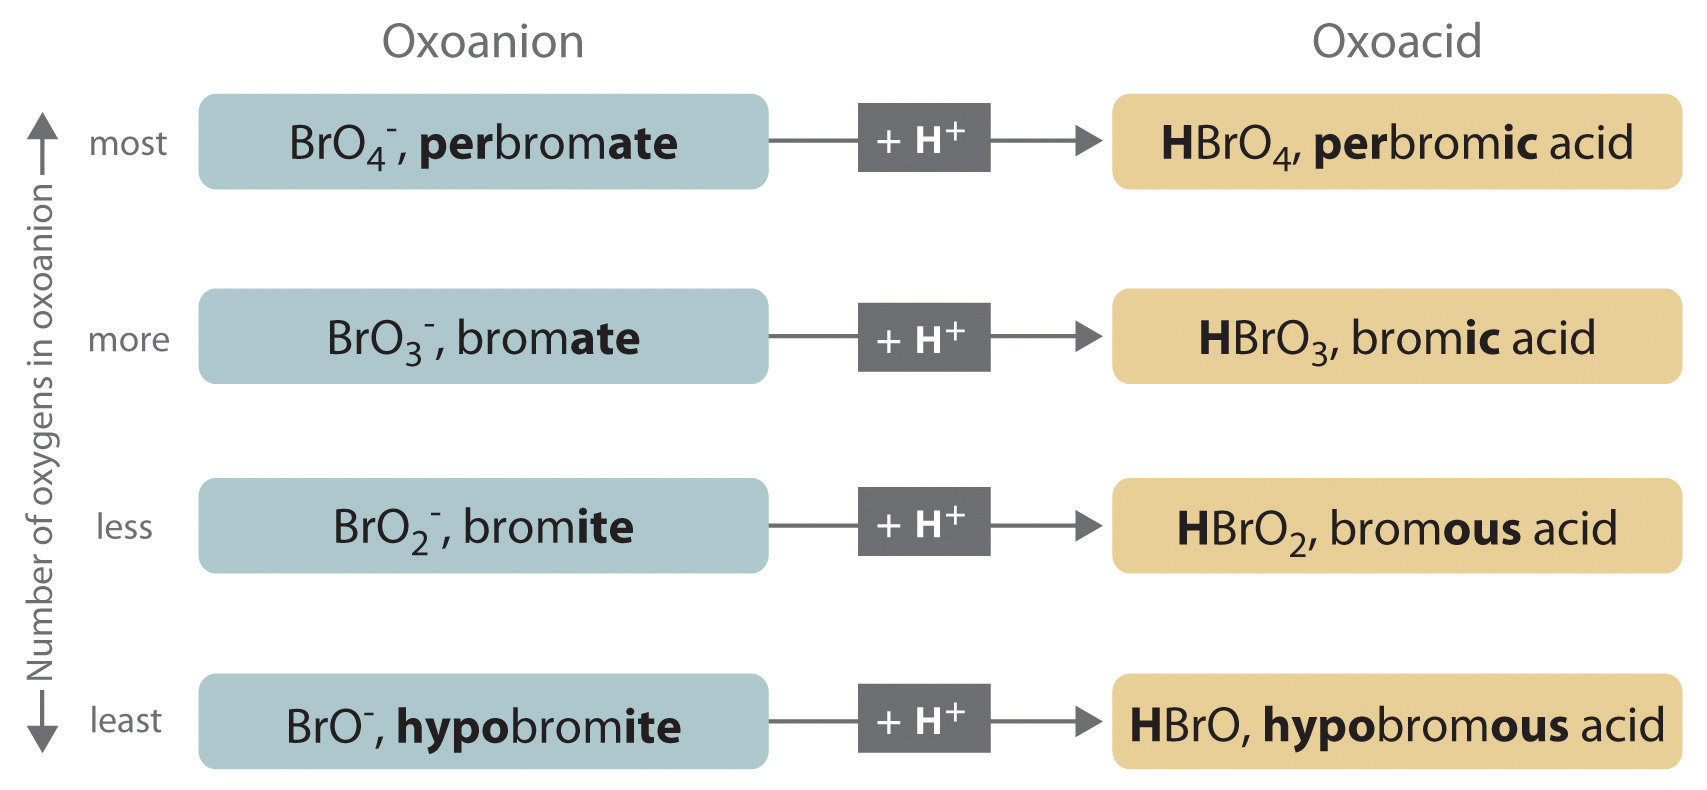 Oxoanion
Oxoacid
Number of oxygens in oxoanion
most
BrO₄⁻, perbromate
+ H⁺
HBrO₄, perbromic acid
more
BrO₃⁻, bromate
+ H⁺
HBrO₃, bromic acid
less
BrO₂⁻, bromite
+ H⁺
HBrO₂, bromous acid
least
BrO⁻, hypobromite
+ H⁺
HBrO, hypobromous acid